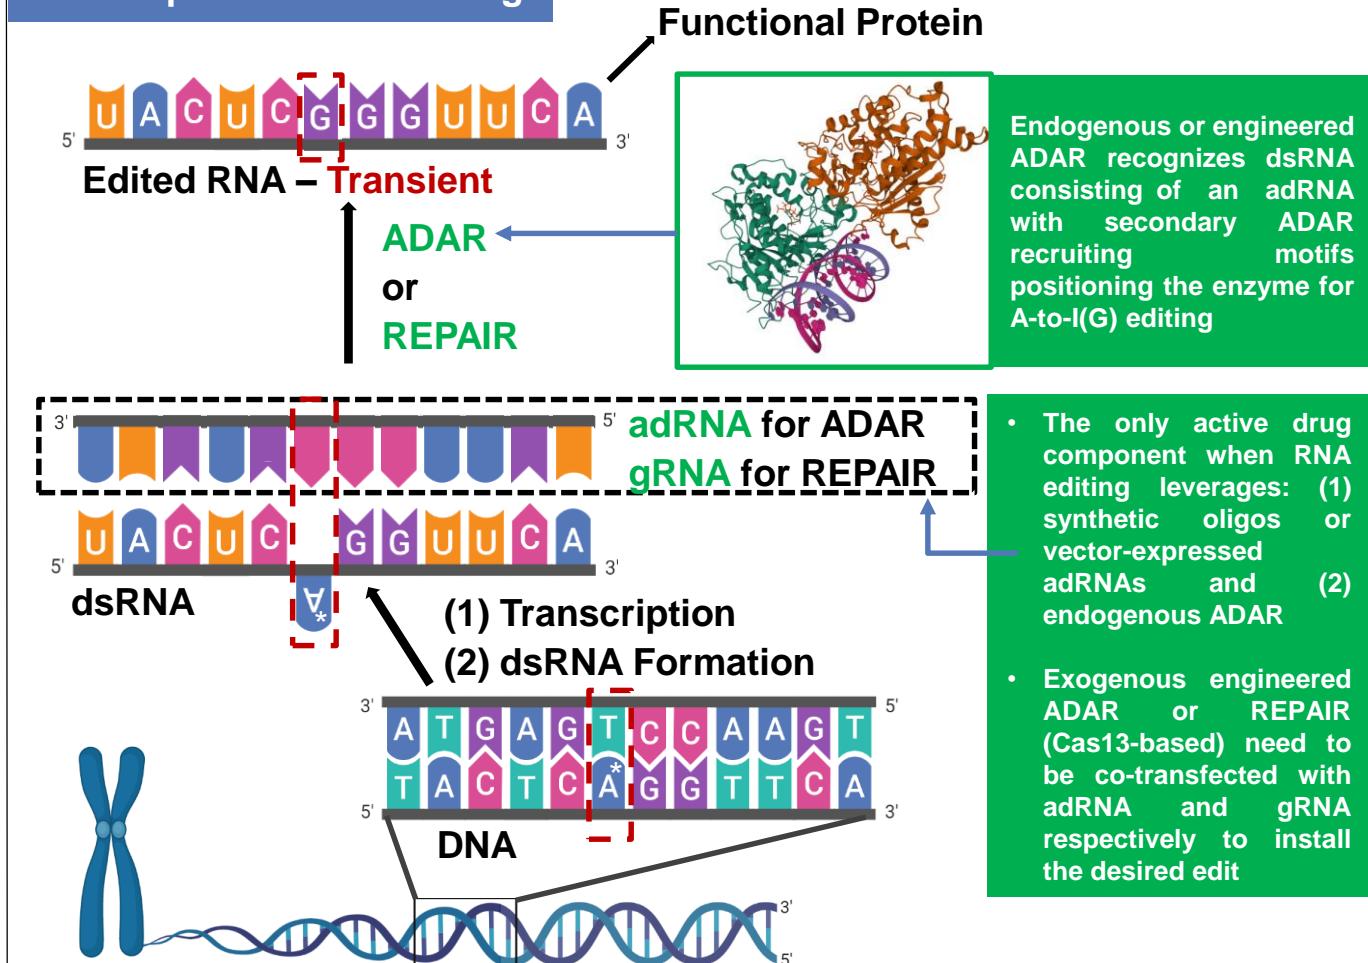 Functional Protein
U A C U C G G G U U C A
5' 3'
Edited RNA – Transient
ADAR
or
REPAIR
Endogenous or engineered
ADAR recognizes dsRNA
consisting of an adRNA
with secondary ADAR
recruiting motifs
positioning the enzyme for
A-to-I(G) editing
3' 5'
adRNA for ADAR
gRNA for REPAIR
U A C U C G G U U C A
5' 3'
A*
dsRNA
(1) Transcription
(2) dsRNA Formation
• The only active drug
component when RNA
editing leverages: (1)
synthetic oligos or
vector-expressed
adRNAs and (2)
endogenous ADAR
• Exogenous engineered
ADAR or REPAIR
(Cas13-based) need to
be co-transfected with
adRNA and gRNA
respectively to install
the desired edit
3' 5'
A T G A G T C C A A G T
T A C T C A* G G T T C A
5' 3'
DNA
3'
5'